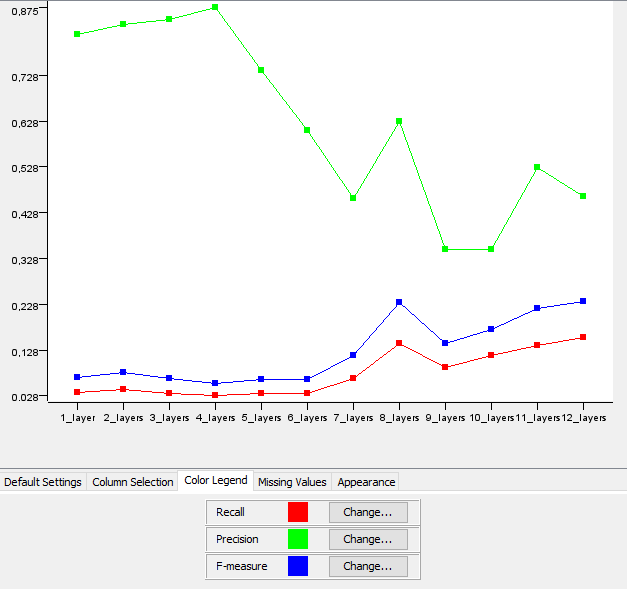 0,875
0,728
0,628
0,528
0,428
0,328
0,228
0,128
0.028
1_layer 2_layers 3_layers 4_layers 5_layers 6_layers 7_layers 8_layers 9_layers 10_layers 11_layers 12_layers
Default Settings Column Selection Color Legend Missing Values Appearance
Recall Change...
Precision Change...
F-measure Change...